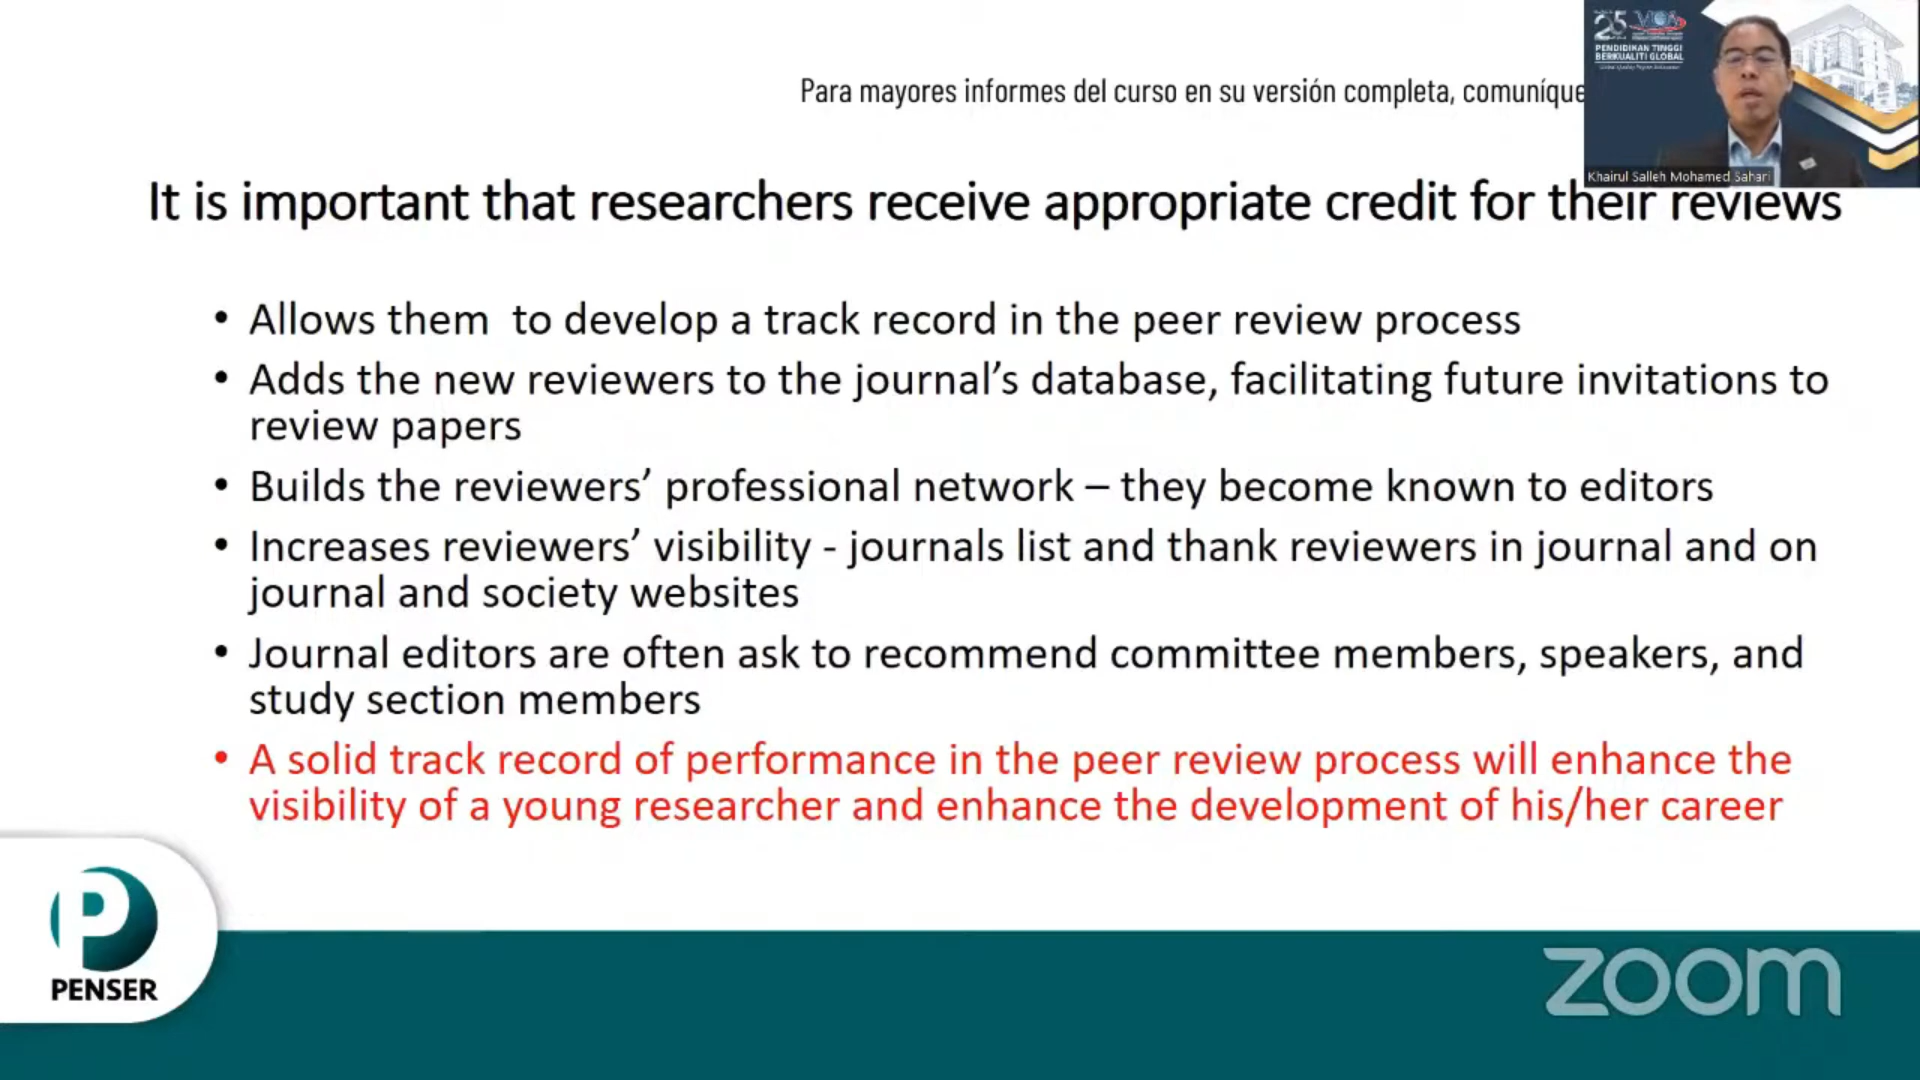 Para mayores informes del curso en su versión completa, comuníque
25 MQA
PENDIDIKAN TINGGI
BERKUALITI GLOBAL
Khairul Salleh Mohamed Sahari
It is important that researchers receive appropriate credit for their reviews
• Allows them to develop a track record in the peer review process
• Adds the new reviewers to the journal’s database, facilitating future invitations to
review papers
• Builds the reviewers’ professional network – they become known to editors
• Increases reviewers’ visibility - journals list and thank reviewers in journal and on
journal and society websites
• Journal editors are often ask to recommend committee members, speakers, and
study section members
• A solid track record of performance in the peer review process will enhance the
visibility of a young researcher and enhance the development of his/her career
P
PENSER
zoom